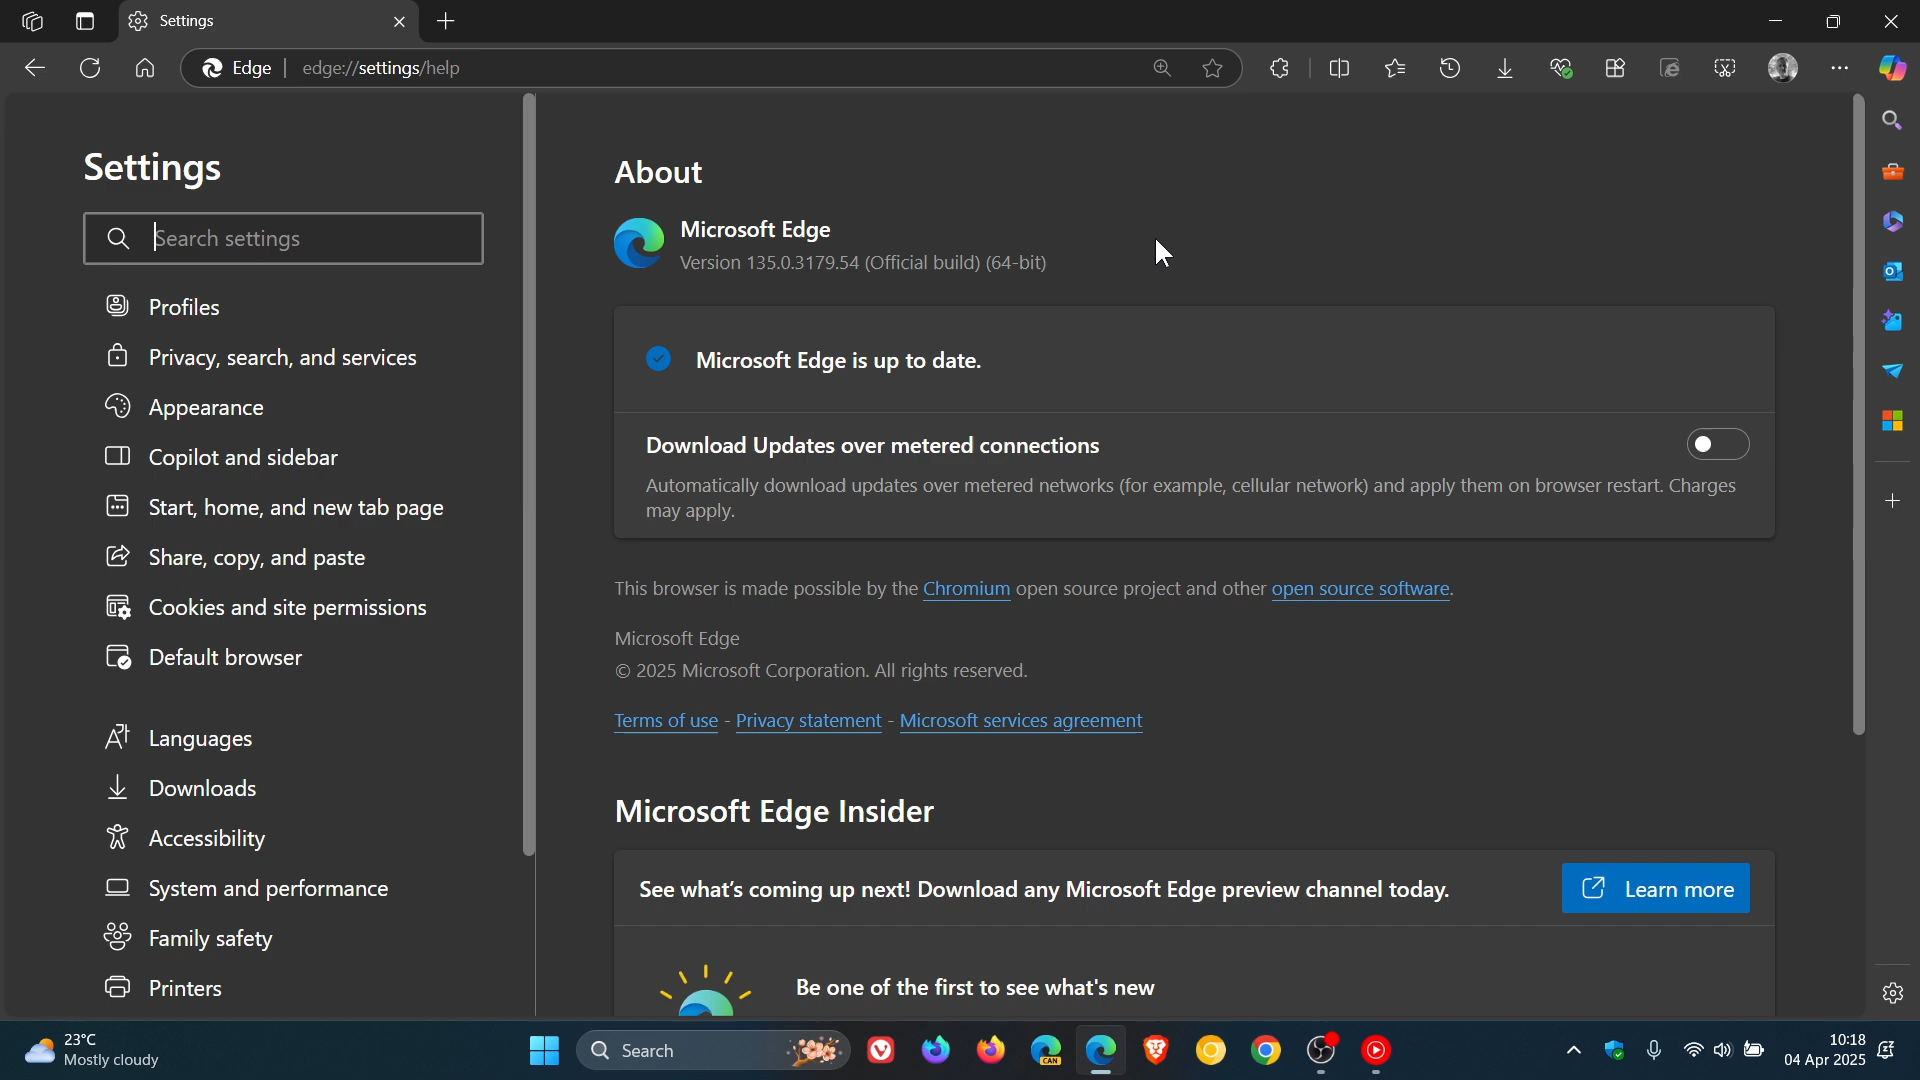 Settings
Edge | edge://settings/help
Settings
Search settings
Profiles
Privacy, search, and services
Appearance
Copilot and sidebar
Start, home, and new tab page
Share, copy, and paste
Cookies and site permissions
Default browser
Languages
Downloads
Accessibility
System and performance
Family safety
Printers
About
Microsoft Edge
Version 135.0.3179.54 (Official build) (64-bit)
Microsoft Edge is up to date.
Download Updates over metered connections
Automatically download updates over metered networks (for example, cellular network) and apply them on browser restart. Charges
may apply.
This browser is made possible by the Chromium open source project and other open source software.
Microsoft Edge
© 2025 Microsoft Corporation. All rights reserved.
Terms of use - Privacy statement - Microsoft services agreement
Microsoft Edge Insider
See what's coming up next! Download any Microsoft Edge preview channel today.
Learn more
Be one of the first to see what's new
23°C
Mostly cloudy
Search
CAN
10:18
04 Apr 2025